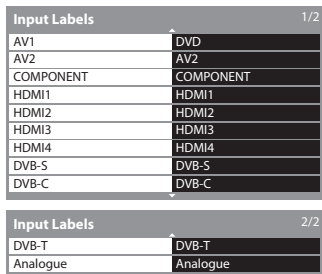 Input Labels 1/2
AV1 DVD
AV2 AV2
COMPONENT COMPONENT
HDMI1 HDMI1
HDMI2 HDMI2
HDMI3 HDMI3
HDMI4 HDMI4
DVB-S DVB-S
DVB-C DVB-C
Input Labels 2/2
DVB-T DVB-T
Analogue Analogue